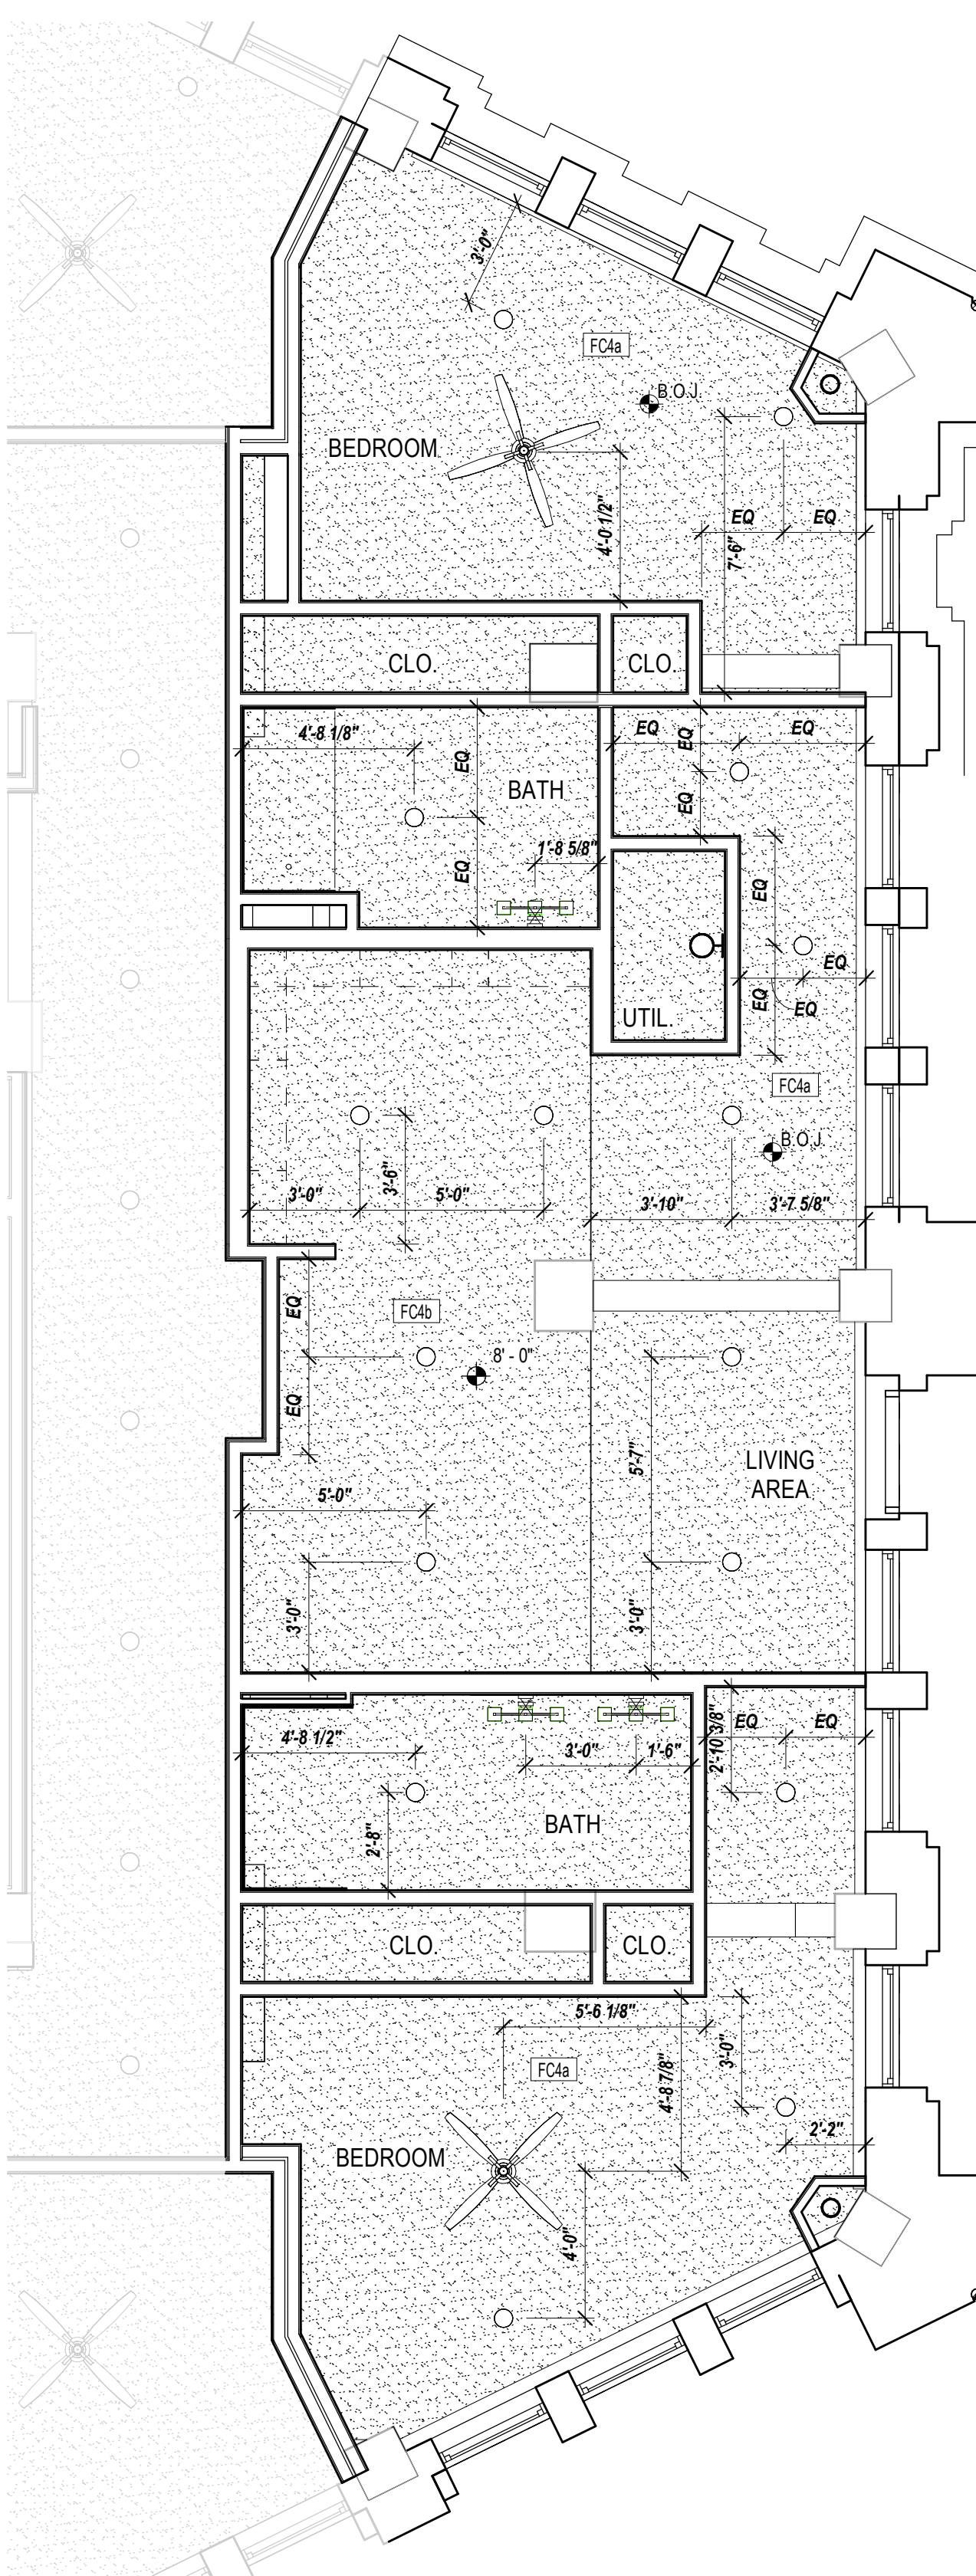 3'-0"
FC4a
B.O.J.
BEDROOM
4'-0 1/2"
EQ
EQ
7'-6"
CLO.
CLO.
4'-8 1/8"
EQ
EQ
EQ
EQ
BATH
EQ
1'-8 5/8"
EQ
EQ
EQ
EQ
EQ
UTIL.
FC4a
B.O.J.
3'-0"
3'-6"
5'-0"
3'-10"
3'-7 5/8"
EQ
FC4b
8' - 0"
EQ
5'-7"
LIVING
AREA
5'-0"
3'-0"
3'-0"
4'-8 1/2"
3'-0"
1'-6"
2'-10 3/8"
EQ
EQ
2'-8"
BATH
CLO.
CLO.
5'-6 1/8"
FC4a
4'-8 7/8"
3'-0"
2'-2"
BEDROOM
4'-0"